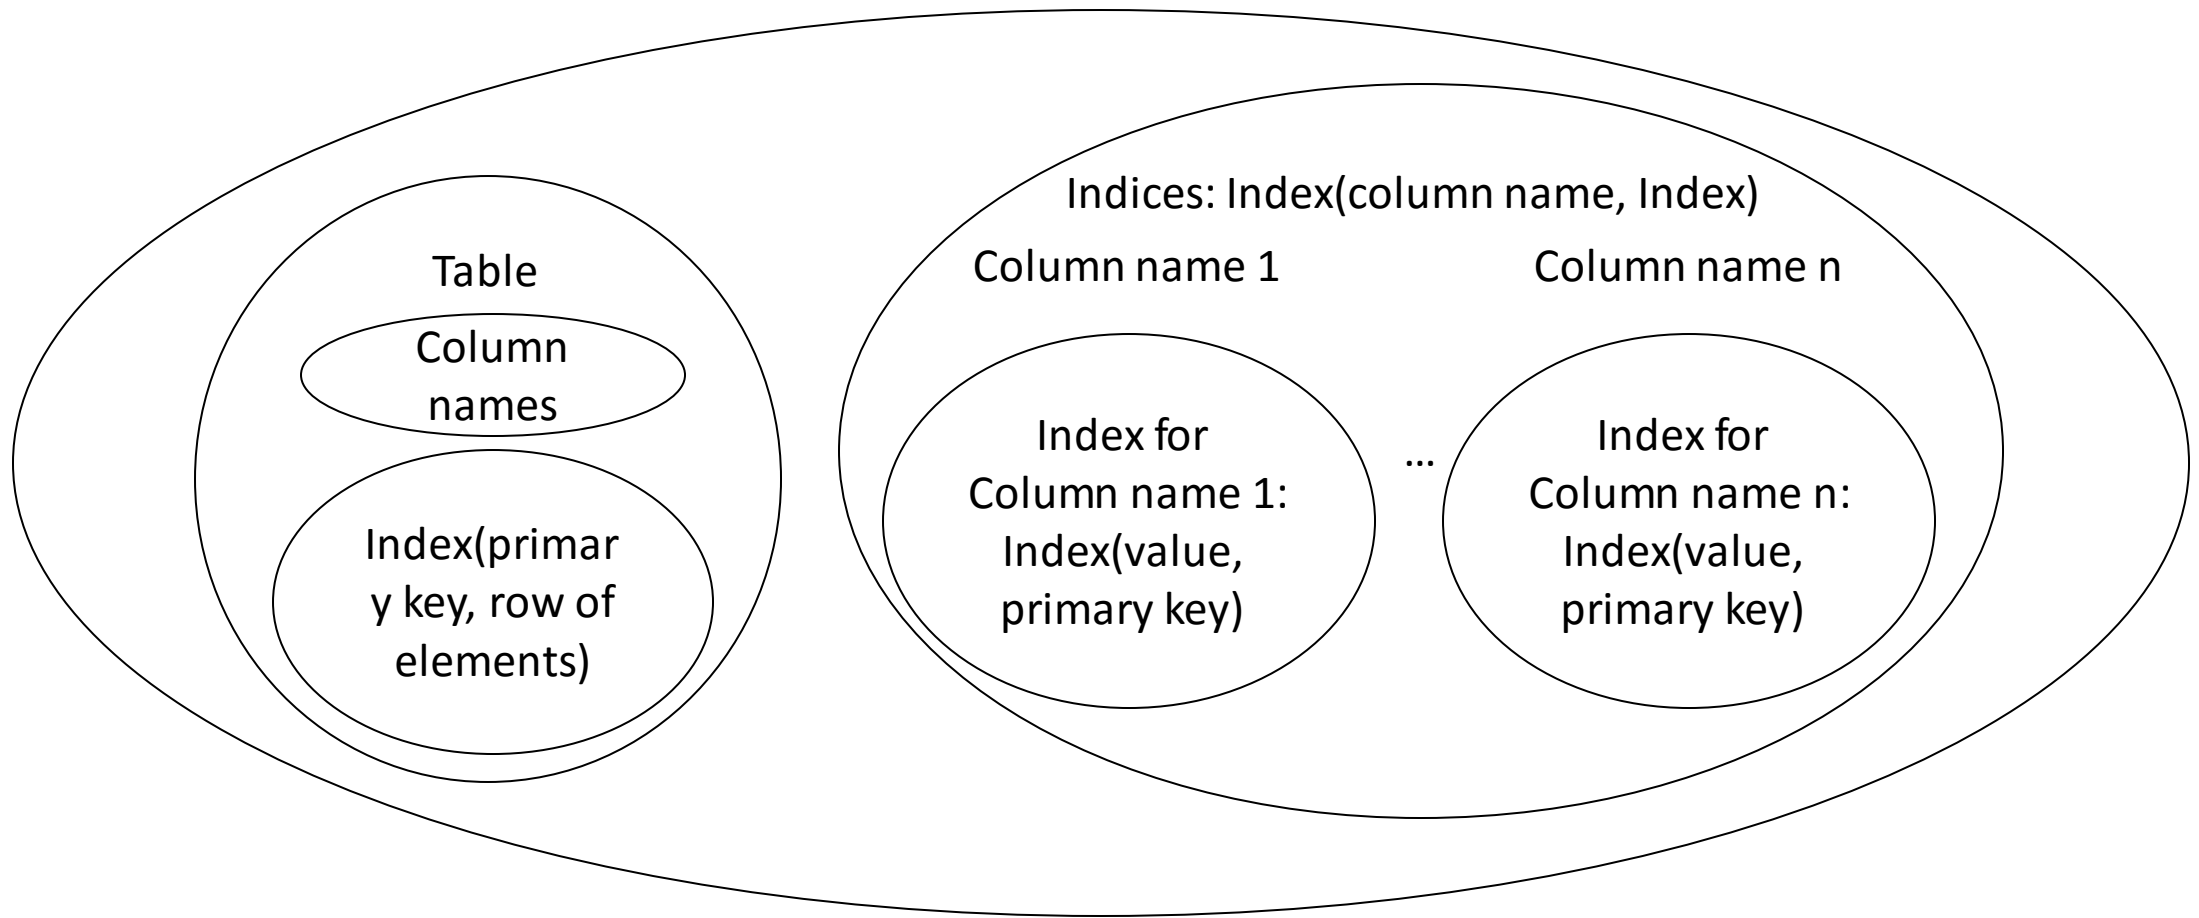 Table
Column
names
Index(primar
y key, row of
elements)
Indices: Index(column name, Index)
Column name 1
Column name n
Index for
Column name 1:
Index(value,
primary key)
...
Index for
Column name n:
Index(value,
primary key)